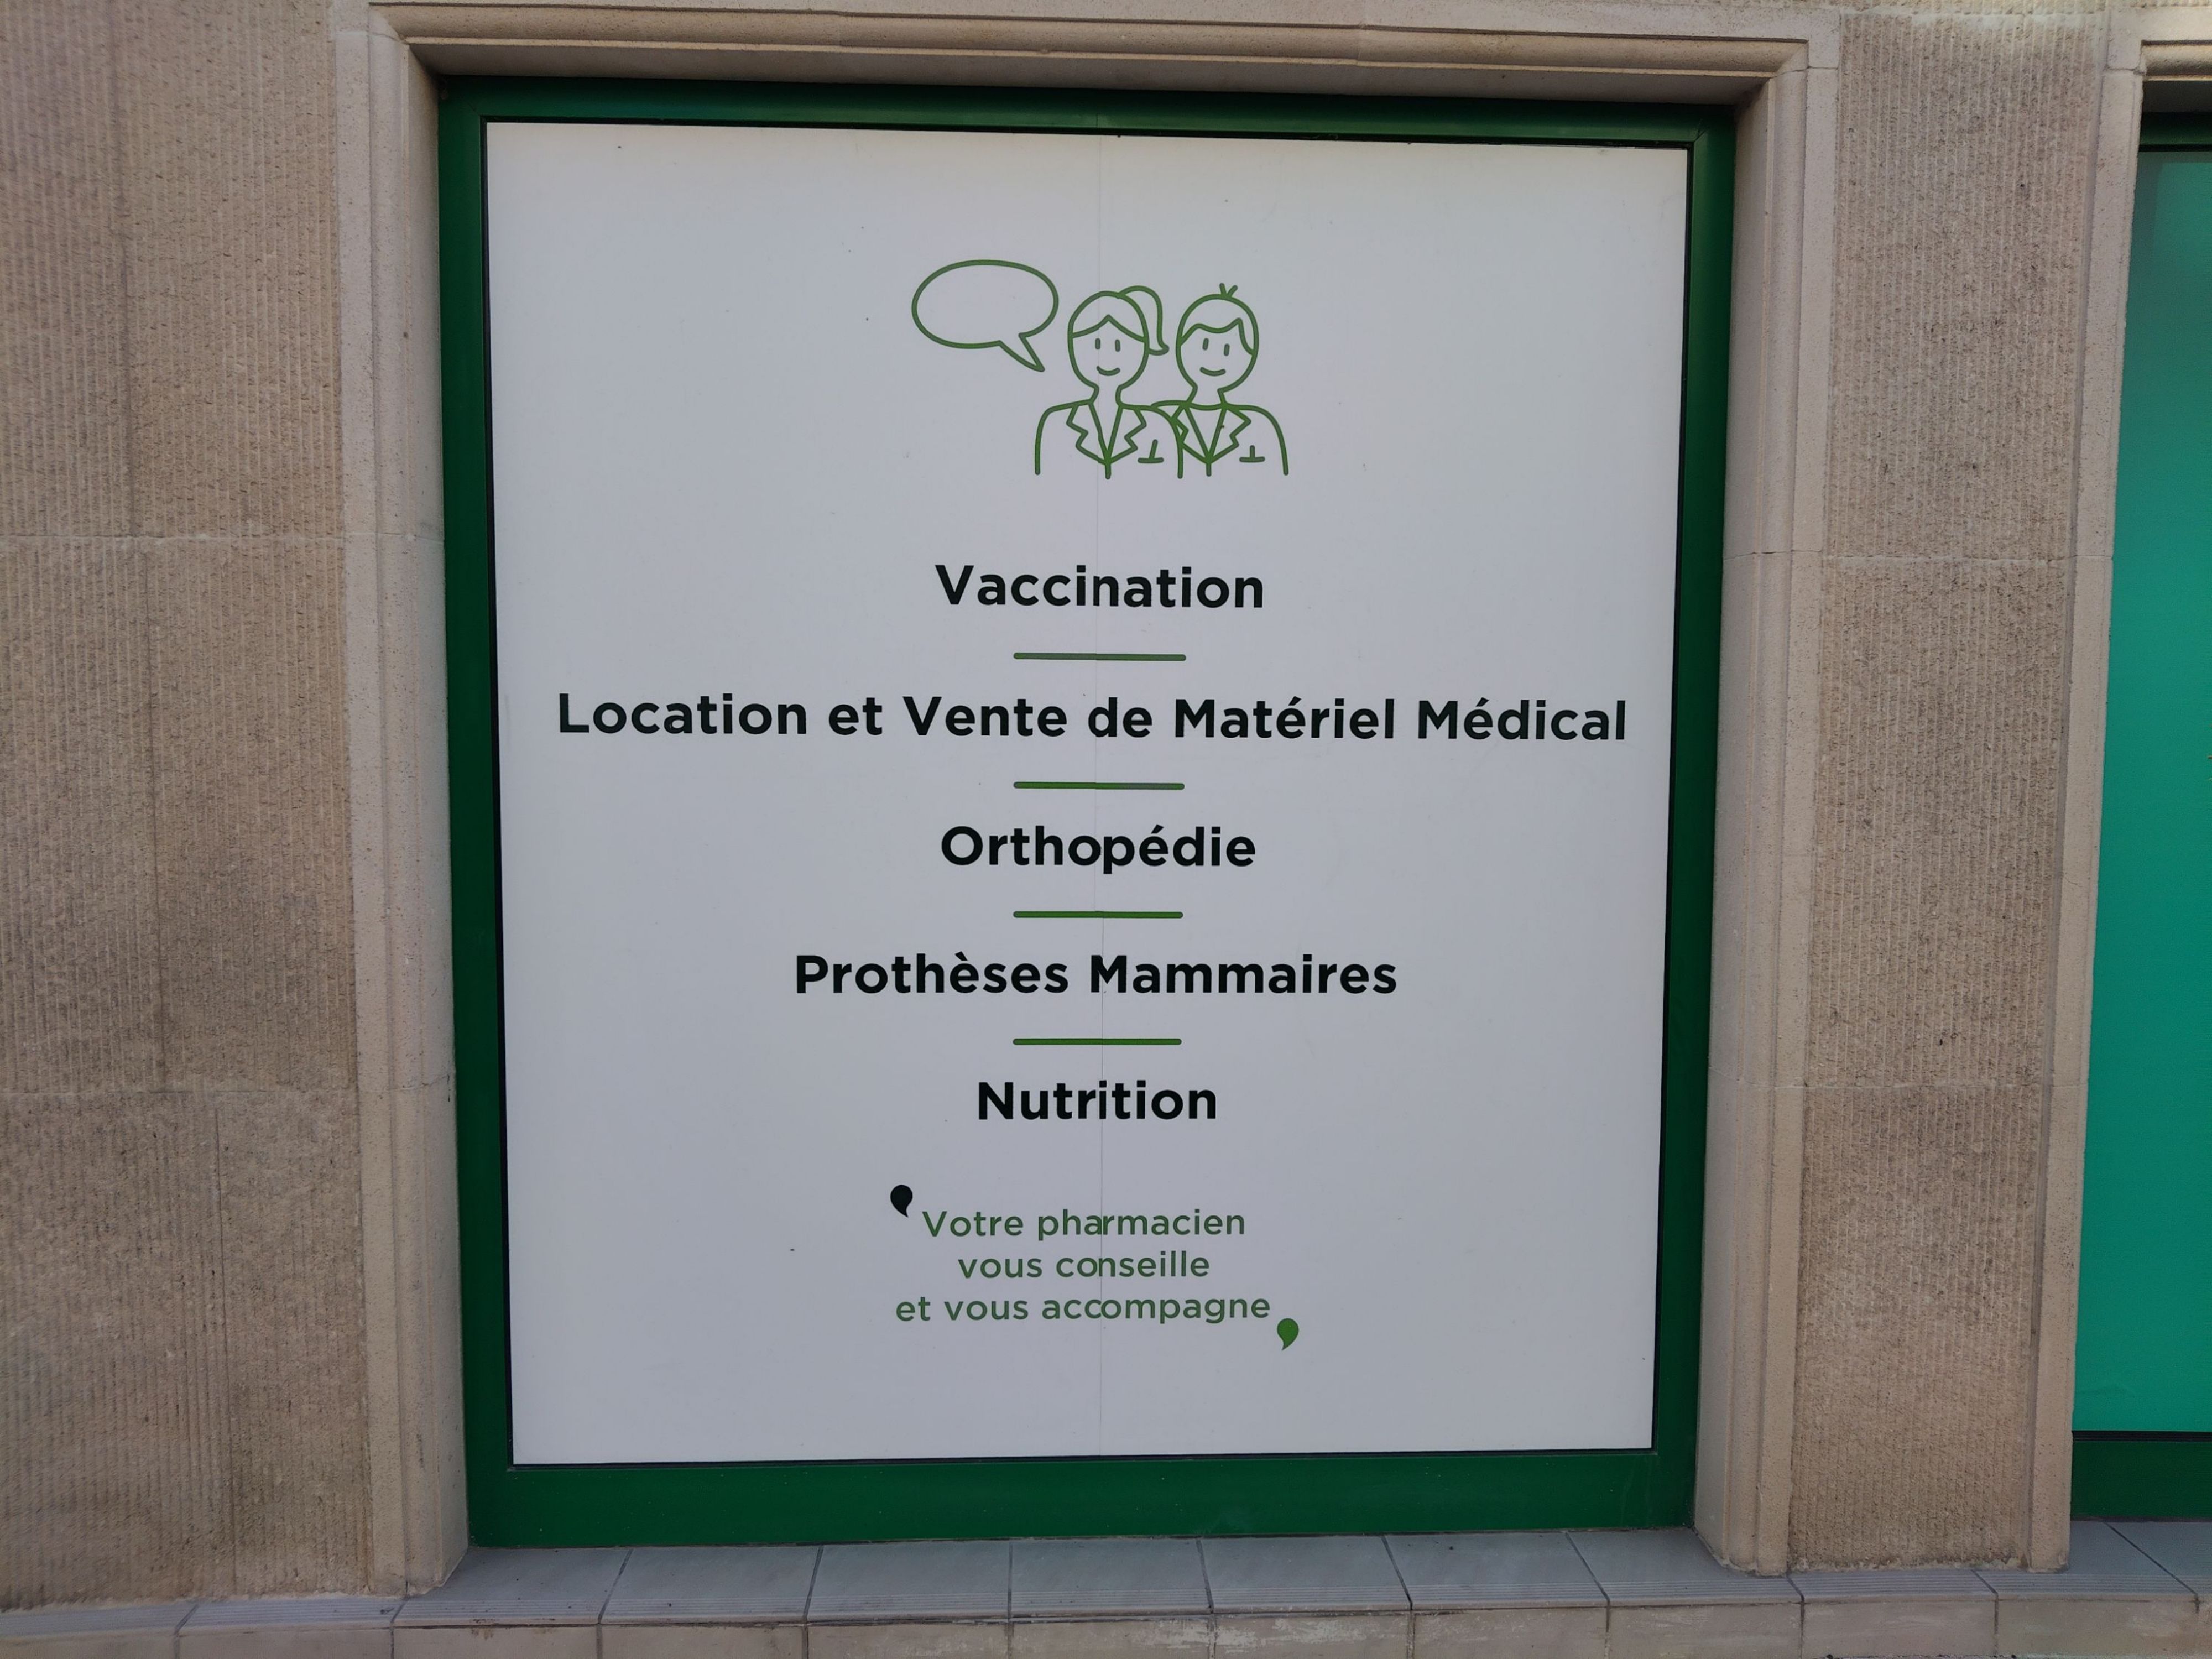 Vaccination
Location et Vente de Matériel Médical
Orthopédie
Prothèses Mammaires
Nutrition
Votre pharmacien
vous conseille
et vous accompagne